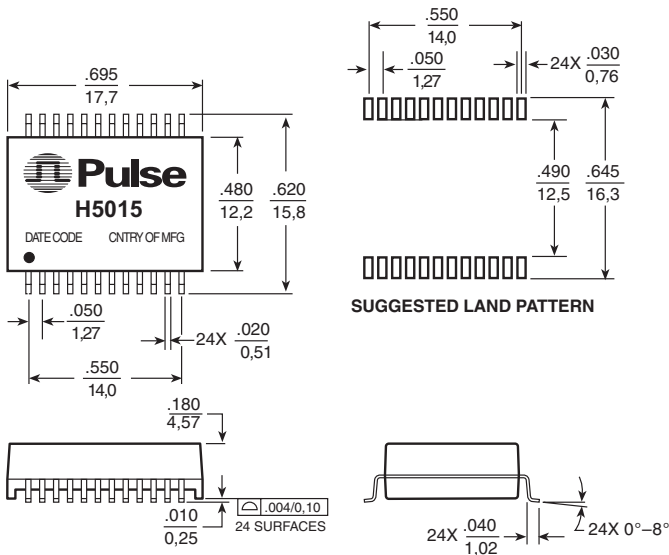 .550
14,0
.050
1,27
24X .030
0,76
.695
17,7
Pulse
H5015
DATE CODE CNTRY OF MFG
.480
12,2
.620
15,8
.490
12,5
.645
16,3
SUGGESTED LAND PATTERN
.050
1,27
24X .020
0,51
.550
14,0
.180
4,57
.010
0,25
.004/0,10
24 SURFACES
24X .040
1,02
24X 0°–8°